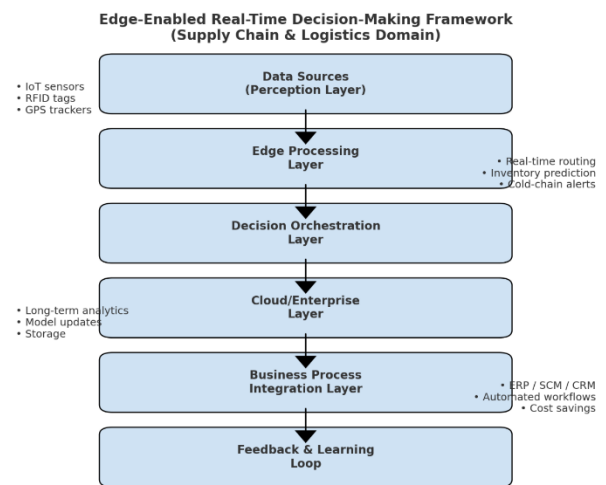 Edge-Enabled Real-Time Decision-Making Framework
(Supply Chain & Logistics Domain)
Data Sources
(Perception Layer)
• IoT sensors
• RFID tags
• GPS trackers
Edge Processing
Layer
• Real-time routing
• Inventory prediction
• Cold-chain alerts
Decision Orchestration
Layer
Cloud/Enterprise
Layer
• Long-term analytics
• Model updates
• Storage
Business Process
Integration Layer
• ERP / SCM / CRM
• Automated workflows
• Cost savings
Feedback & Learning
Loop